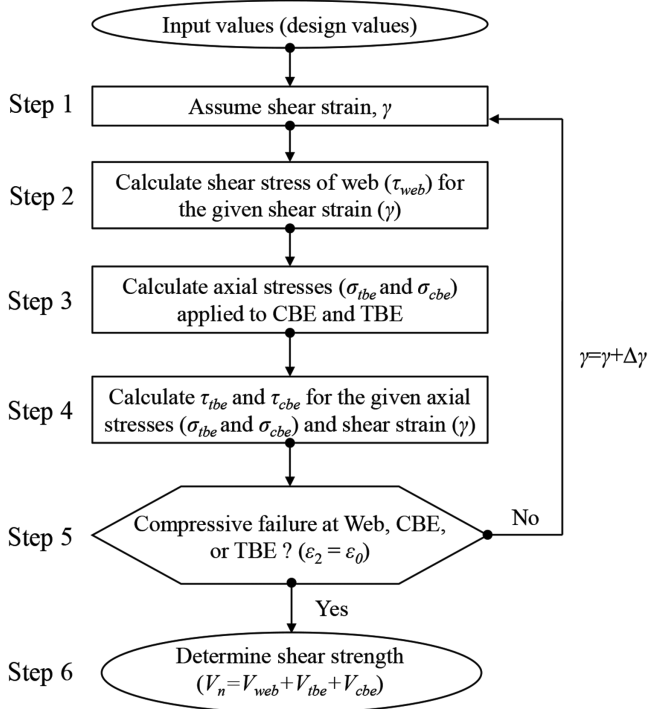 Input values (design values)
Step 1
Assume shear strain, γ
Step 2
Calculate shear stress of web (τweb) for
the given shear strain (γ)
Step 3
Calculate axial stresses (σtbe and σcbe)
applied to CBE and TBE
γ=γ+Δγ
Step 4
Calculate τtbe and τcbe for the given axial
stresses (σtbe and σcbe) and shear strain (γ)
Step 5
Compressive failure at Web, CBE,
or TBE ? (ε2 = ε0)
No
Yes
Step 6
Determine shear strength
(Vn=Vweb+Vtbe+Vcbe)